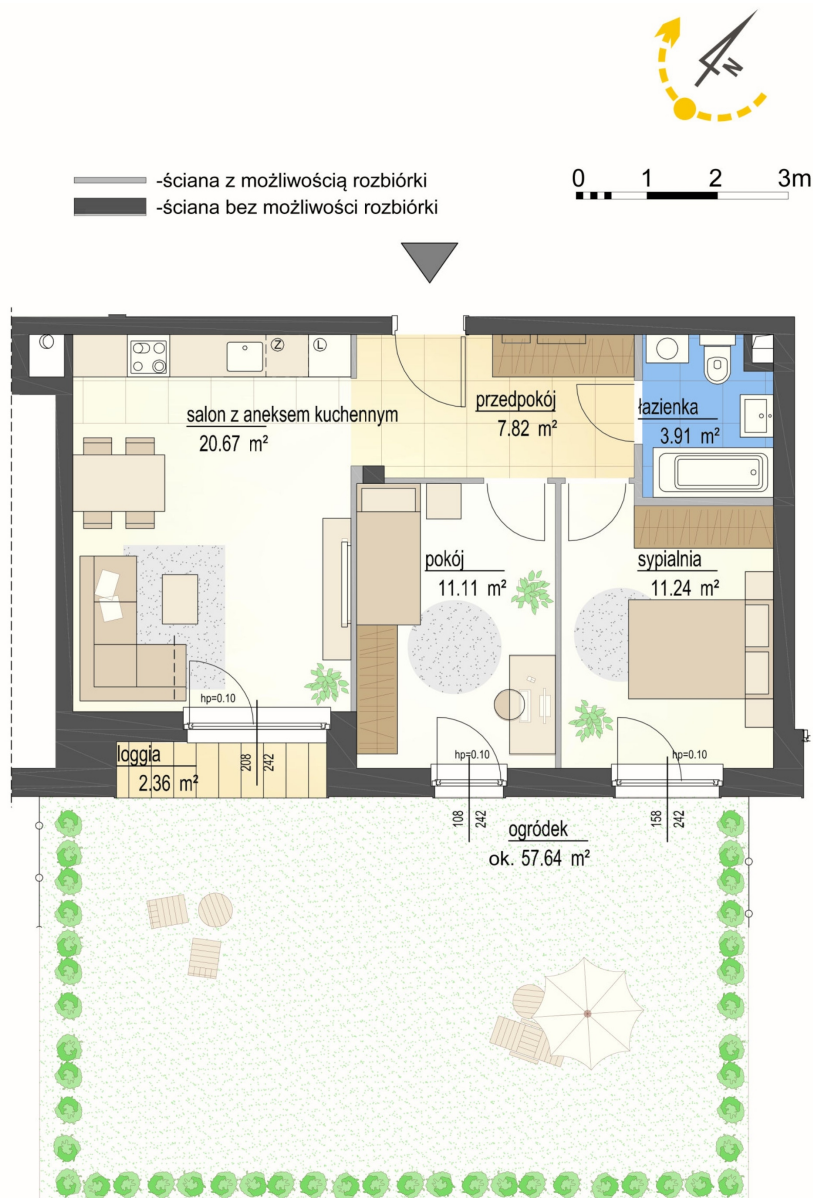 N
-ściana z możliwością rozbiórki
-ściana bez możliwości rozbiórki
0 1 2 3m
salon z aneksem kuchennym
20.67 m²
przedpokój
7.82 m²
łazienka
3.91 m²
Z
L
pokój
11.11 m²
sypialnia
11.24 m²
hp=0.10
hp=0.10
hp=0.10
loggia
2.36 m²
208
242
108
242
158
242
ogródek
ok. 57.64 m²